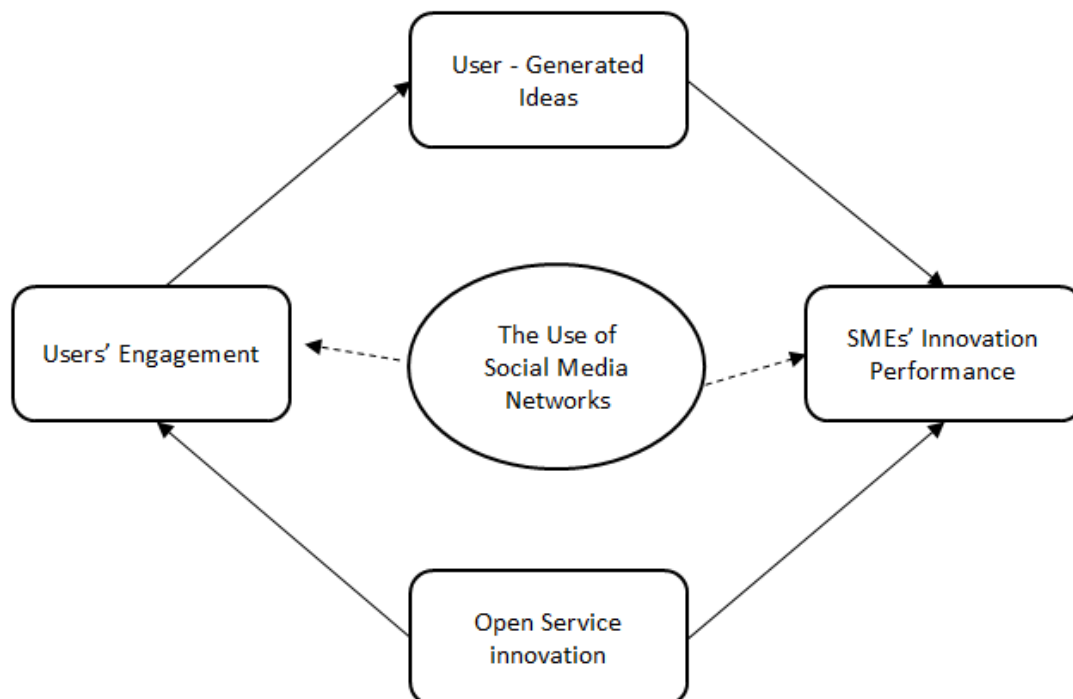 User - Generated
Ideas
Users’ Engagement
The Use of
Social Media
Networks
SMEs’ Innovation
Performance
Open Service
innovation